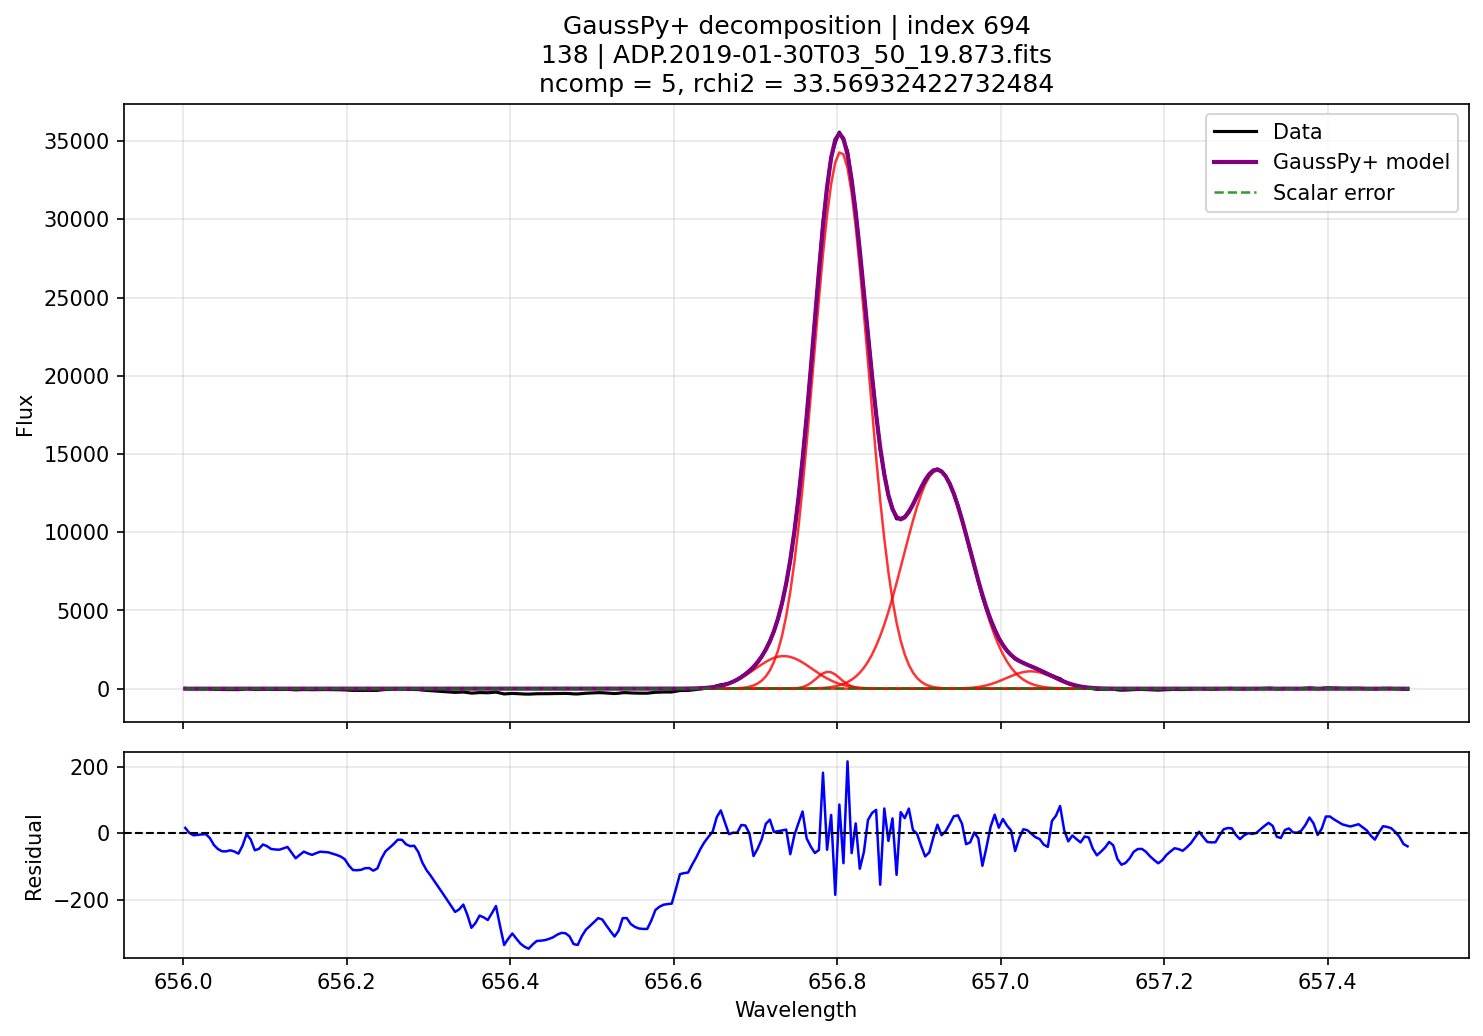 GaussPy+ decomposition | index 694
138 | ADP.2019-01-30T03_50_19.873.fits
ncomp = 5, rchi2 = 33.56932422732484
Data
GaussPy+ model
Scalar error
35000
30000
25000
20000
15000
10000
5000
0
Flux
200
0
−200
Residual
656.0
656.2
656.4
656.6
656.8
657.0
657.2
657.4
Wavelength